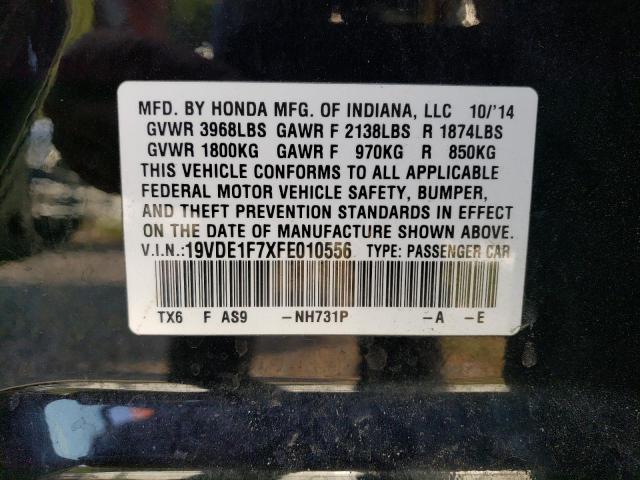 MFD. BY HONDA MFG. OF INDIANA, LLC 10/'14
GVWR 3968LBS GAWR F 2138LBS R 1874LBS
GVWR 1800KG GAWR F 970KG R 850KG
THIS VEHICLE CONFORMS TO ALL APPLICABLE
FEDERAL MOTOR VEHICLE SAFETY, BUMPER,
AND THEFT PREVENTION STANDARDS IN EFFECT
ON THE DATE OF MANUFACTURE SHOWN ABOVE.
V.I.N.:19VDE1F7XFE010556 TYPE: PASSENGER CAR
TX6 F AS9 -NH731P -A -E